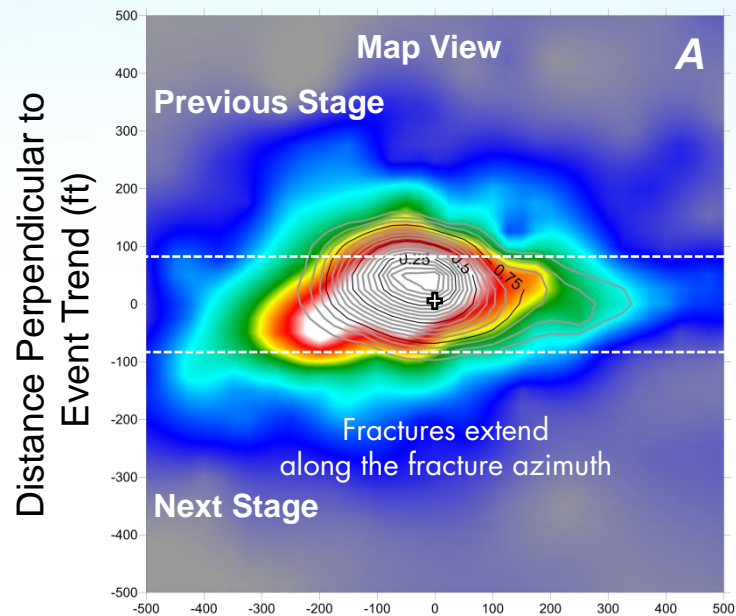 Distance Perpendicular to
Event Trend (ft)
500
400
300
200
100
0
-100
-200
-300
-400
-500
Map View
A
Previous Stage
0.25
0.5
0.75
Fractures extend
along the fracture azimuth
Next Stage
-500 -400 -300 -200 -100 0 100 200 300 400 500